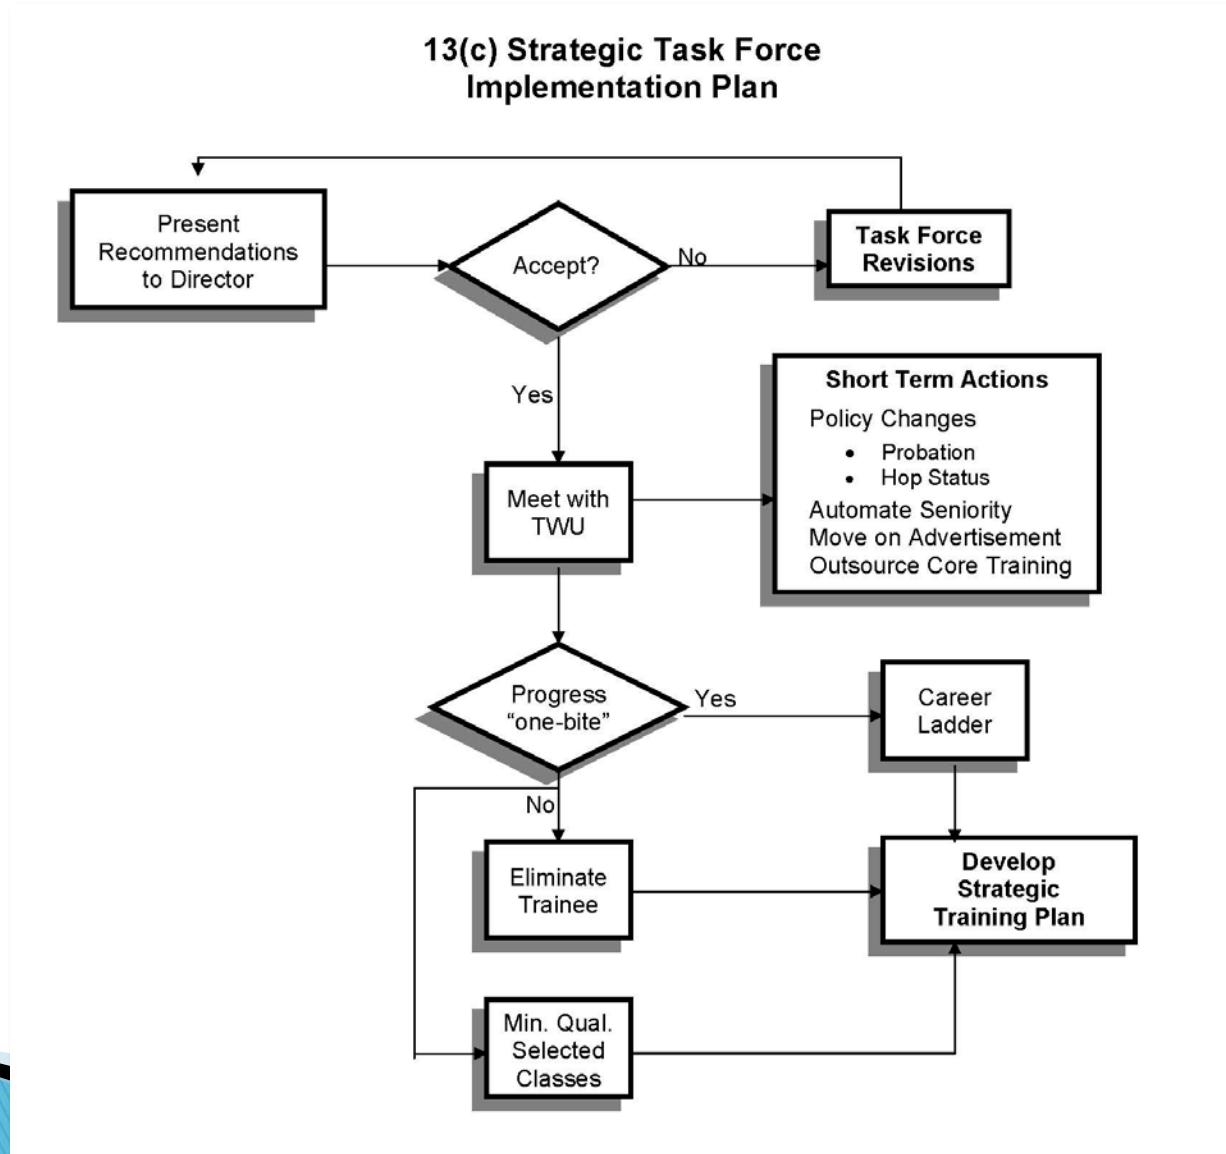 13(c) Strategic Task Force
Implementation Plan
Present
Recommendations
to Director
Accept?
No
Task Force
Revisions
Yes
Short Term Actions
Policy Changes
• Probation
• Hop Status
Automate Seniority
Move on Advertisement
Outsource Core Training
Meet with
TWU
Progress
“one-bite”
Yes
Career
Ladder
No
Eliminate
Trainee
Develop
Strategic
Training Plan
Min. Qual.
Selected
Classes